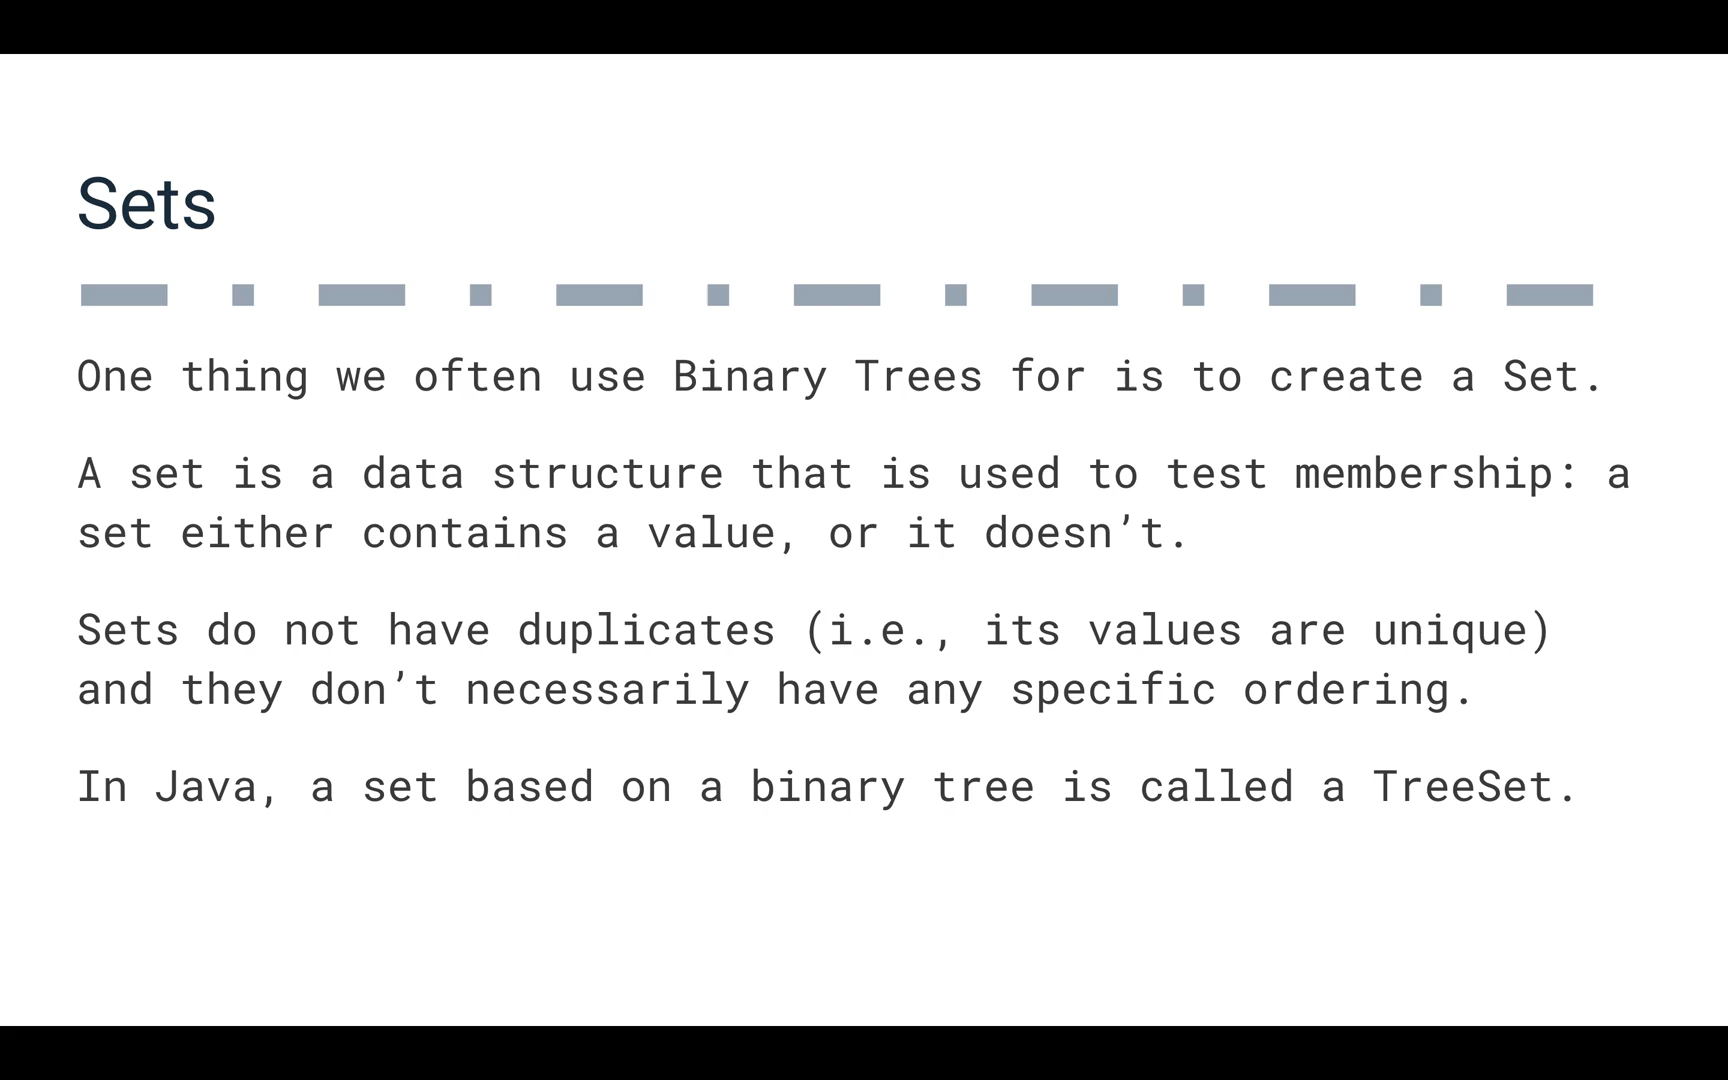 Sets
One thing we often use Binary Trees for is to create a Set.
A set is a data structure that is used to test membership: a
set either contains a value, or it doesn’t.
Sets do not have duplicates (i.e., its values are unique)
and they don’t necessarily have any specific ordering.
In Java, a set based on a binary tree is called a TreeSet.